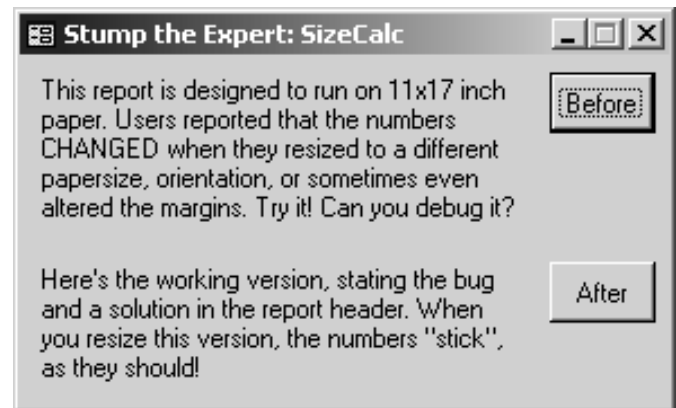 Stump the Expert: SizeCalc
This report is designed to run on 11x17 inch
paper. Users reported that the numbers
CHANGED when they resized to a different
papersize, orientation, or sometimes even
altered the margins. Try it! Can you debug it?
Before
Here's the working version, stating the bug
and a solution in the report header. When
you resize this version, the numbers "stick",
as they should!
After